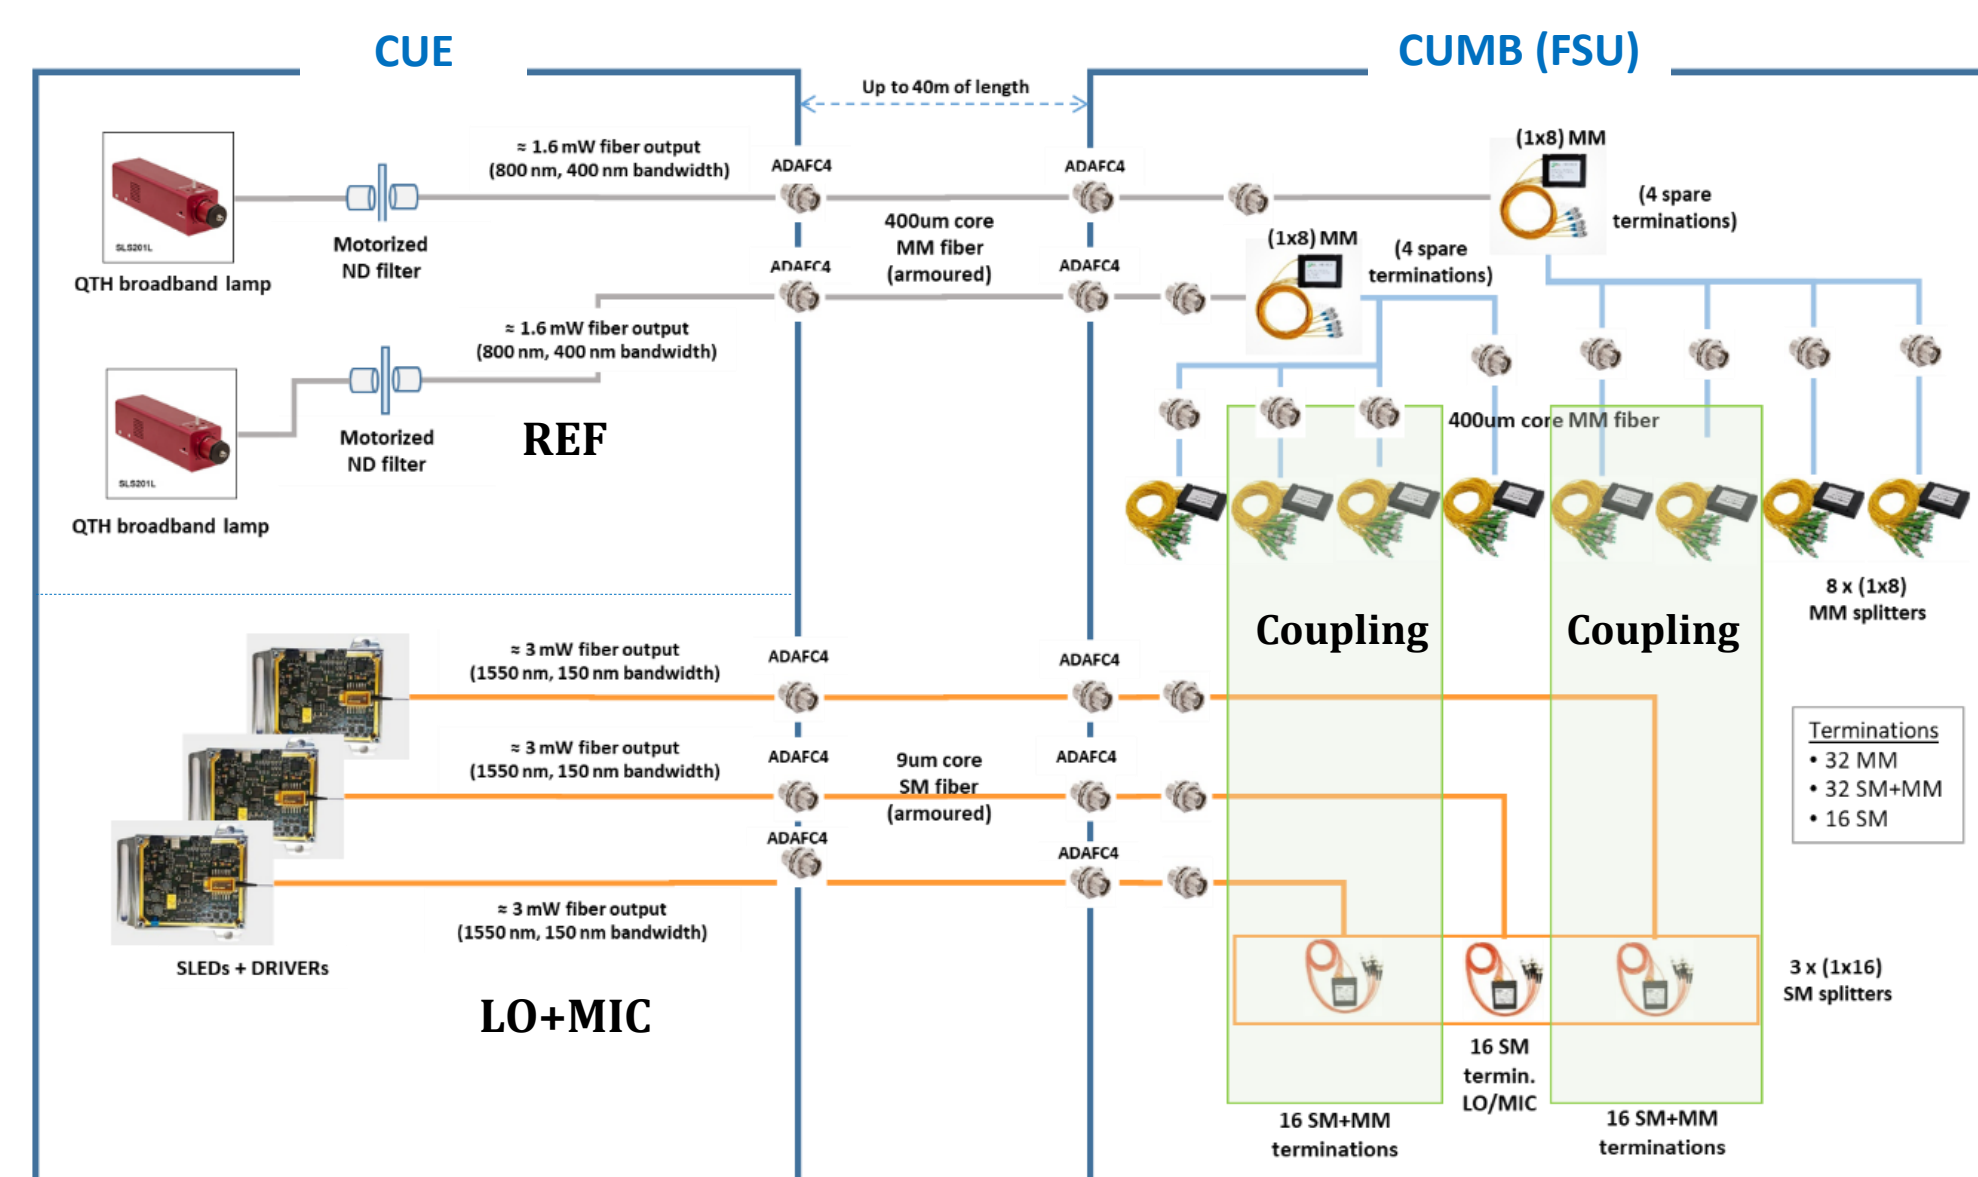 CUE
CUMB (FSU)
Up to 40m of length
≈ 1.6 mW fiber output
(800 nm, 400 nm bandwidth)
ADAFC4
ADAFC4
(1x8) MM
(4 spare
terminations)
SLS201L
QTH broadband lamp
Motorized
ND filter
400um core
MM fiber
(armoured)
(1x8) MM
(4 spare
terminations)
ADAFC4
ADAFC4
≈ 1.6 mW fiber output
(800 nm, 400 nm bandwidth)
SLS201L
QTH broadband lamp
Motorized
ND filter
REF
400um core MM fiber
8 x (1x8)
MM splitters
Coupling
Coupling
≈ 3 mW fiber output
(1550 nm, 150 nm bandwidth)
ADAFC4
ADAFC4
≈ 3 mW fiber output
(1550 nm, 150 nm bandwidth)
ADAFC4
9um core
SM fiber
(armoured)
ADAFC4
Terminations
• 32 MM
• 32 SM+MM
• 16 SM
ADAFC4
ADAFC4
≈ 3 mW fiber output
(1550 nm, 150 nm bandwidth)
SLEDs + DRIVERs
LO+MIC
3 x (1x16)
SM splitters
16 SM
termin.
LO/MIC
16 SM+MM
terminations
16 SM+MM
terminations